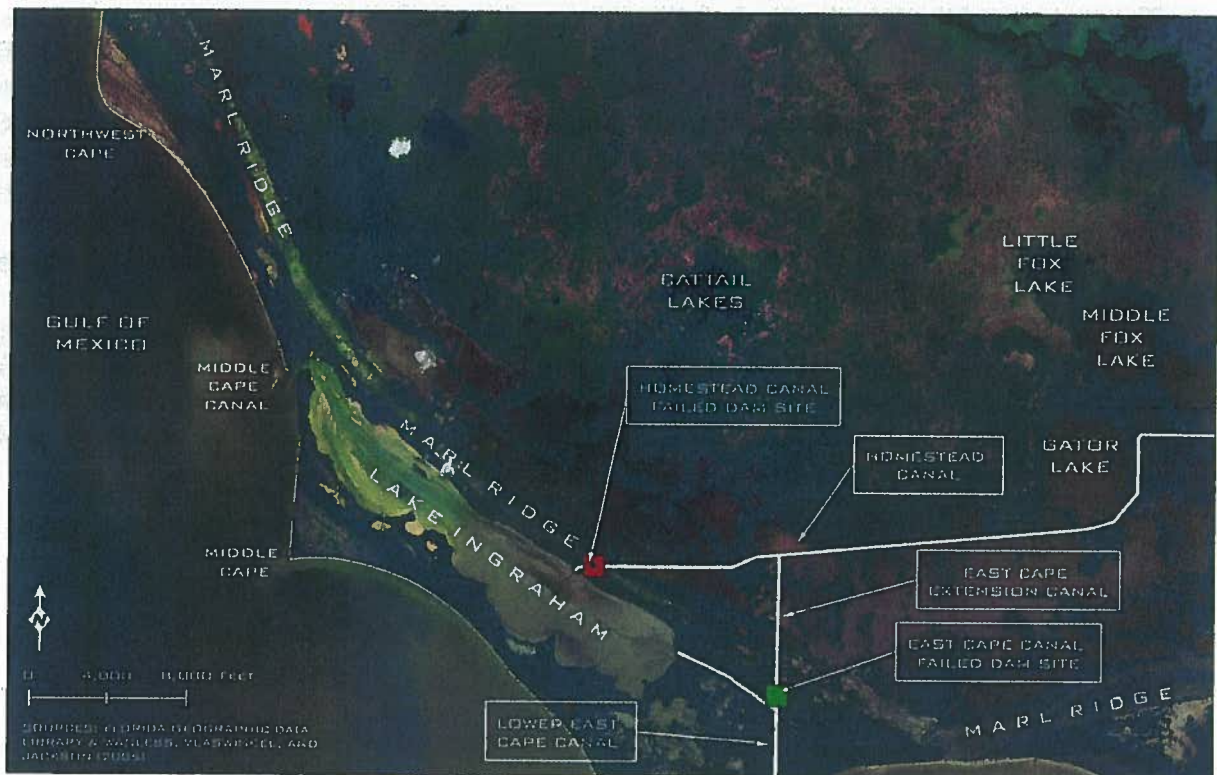 MARL RIDGE
NORTHWEST
CAPE
GULF OF
MEXICO
MIDDLE
CAPE
CANAL
CATTAIL
LAKES
LITTLE
FOX
LAKE
MIDDLE
FOX
LAKE
HOMESTEAD CANAL
FAILED DAM SITE
MARL RIDGE
LAKE INGRAHAM
HOMESTEAD
CANAL
GATOR
LAKE
MIDDLE
CAPE
EAST CAPE
EXTENSION CANAL
EAST CAPE CANAL
FAILED DAM SITE
MARL RIDGE
LOWER EAST
CAPE CANAL
N
0 4,000 8,000 FEET
SOURCES: FLORIDA GEOGRAPHIC DATA
LIBRARY & WANLESS, VLASWINKEL, AND
JACKSON (2005)